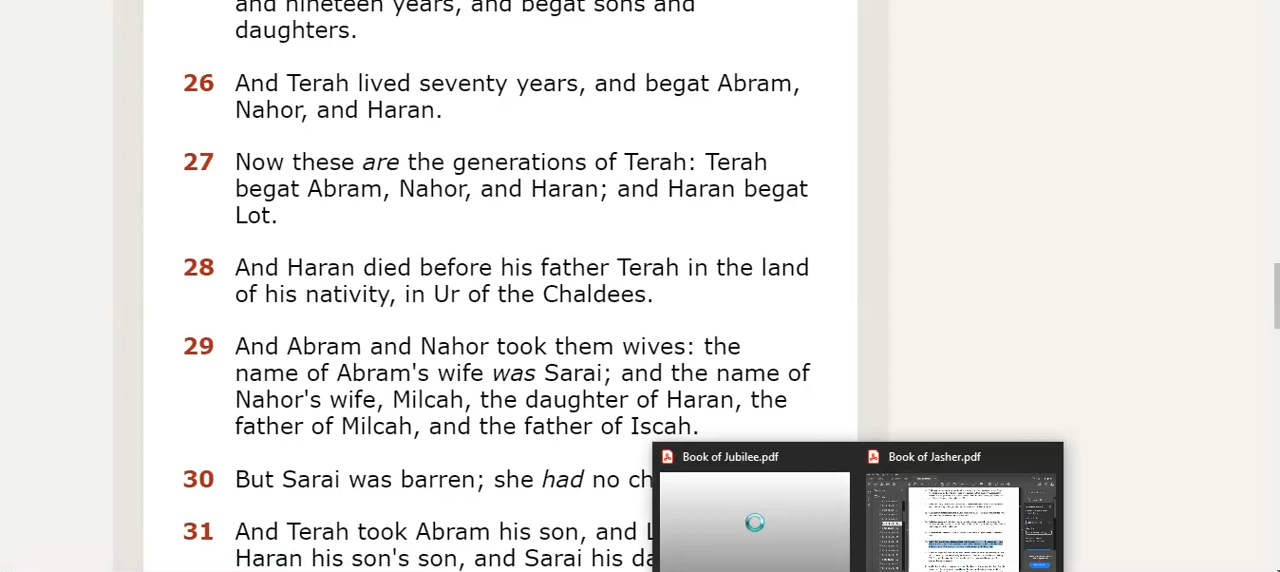 and nineteen years, and begat sons and
daughters.
26 And Terah lived seventy years, and begat Abram,
Nahor, and Haran.
27 Now these are the generations of Terah: Terah
begat Abram, Nahor, and Haran; and Haran begat
Lot.
28 And Haran died before his father Terah in the land
of his nativity, in Ur of the Chaldees.
29 And Abram and Nahor took them wives: the
name of Abram's wife was Sarai; and the name of
Nahor's wife, Milcah, the daughter of Haran, the
father of Milcah, and the father of Iscah.
30 But Sarai was barren; she had no ch
31 And Terah took Abram his son, and L
Haran his son's son, and Sarai his da
Book of Jubilee.pdf
Book of Jasher.pdf